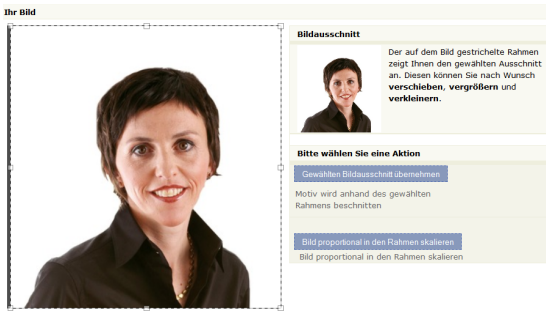 Ihr Bild
Bildausschnitt
Der auf dem Bild gestrichelte Rahmen
zeigt Ihnen den gewählten Ausschnitt
an. Diesen können Sie nach Wunsch
verschieben, vergrößern und
verkleinern.
Bitte wählen Sie eine Aktion
Gewählten Bildausschnitt übernehmen
Motiv wird anhand des gewählten
Rahmens beschnitten
Bild proportional in den Rahmen skalieren
Bild proportional in den Rahmen skalieren